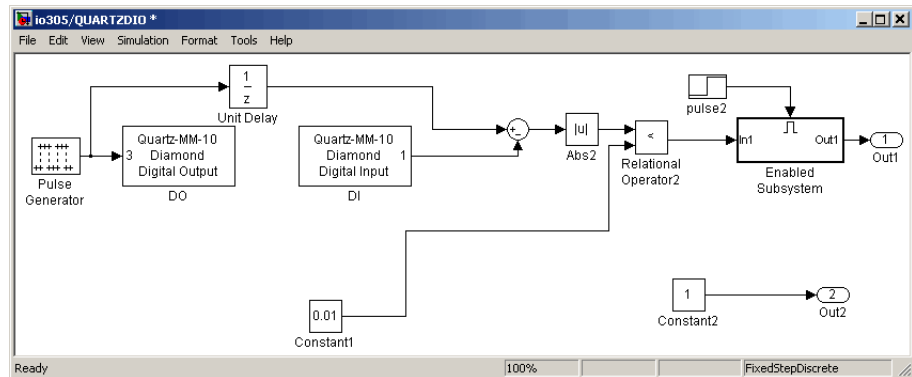 io305/QUARTZDIO *
File Edit View Simulation Format Tools Help
1
z
Unit Delay
pulse2
Pulse
Generator
3
Quartz-MM-10
Diamond
Digital Output
DO
Quartz-MM-10
Diamond
Digital Input
1
DI
+-
|u|
Abs2
<
Relational
Operator2
In1
Out1
Enabled
Subsystem
1
Out1
0.01
Constant1
1
Constant2
2
Out2
Ready
100%
FixedStepDiscrete